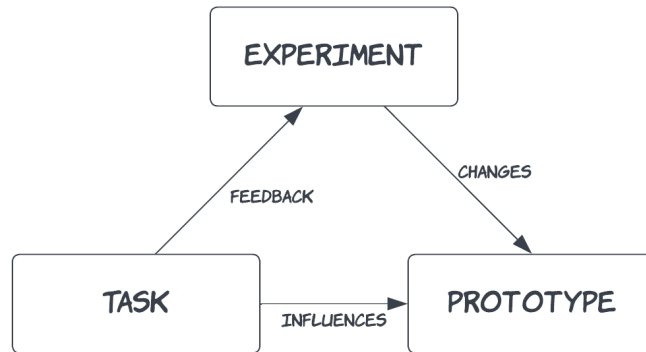 EXPERIMENT
CHANGES
FEEDBACK
TASK
INFLUENCES
PROTOTYPE